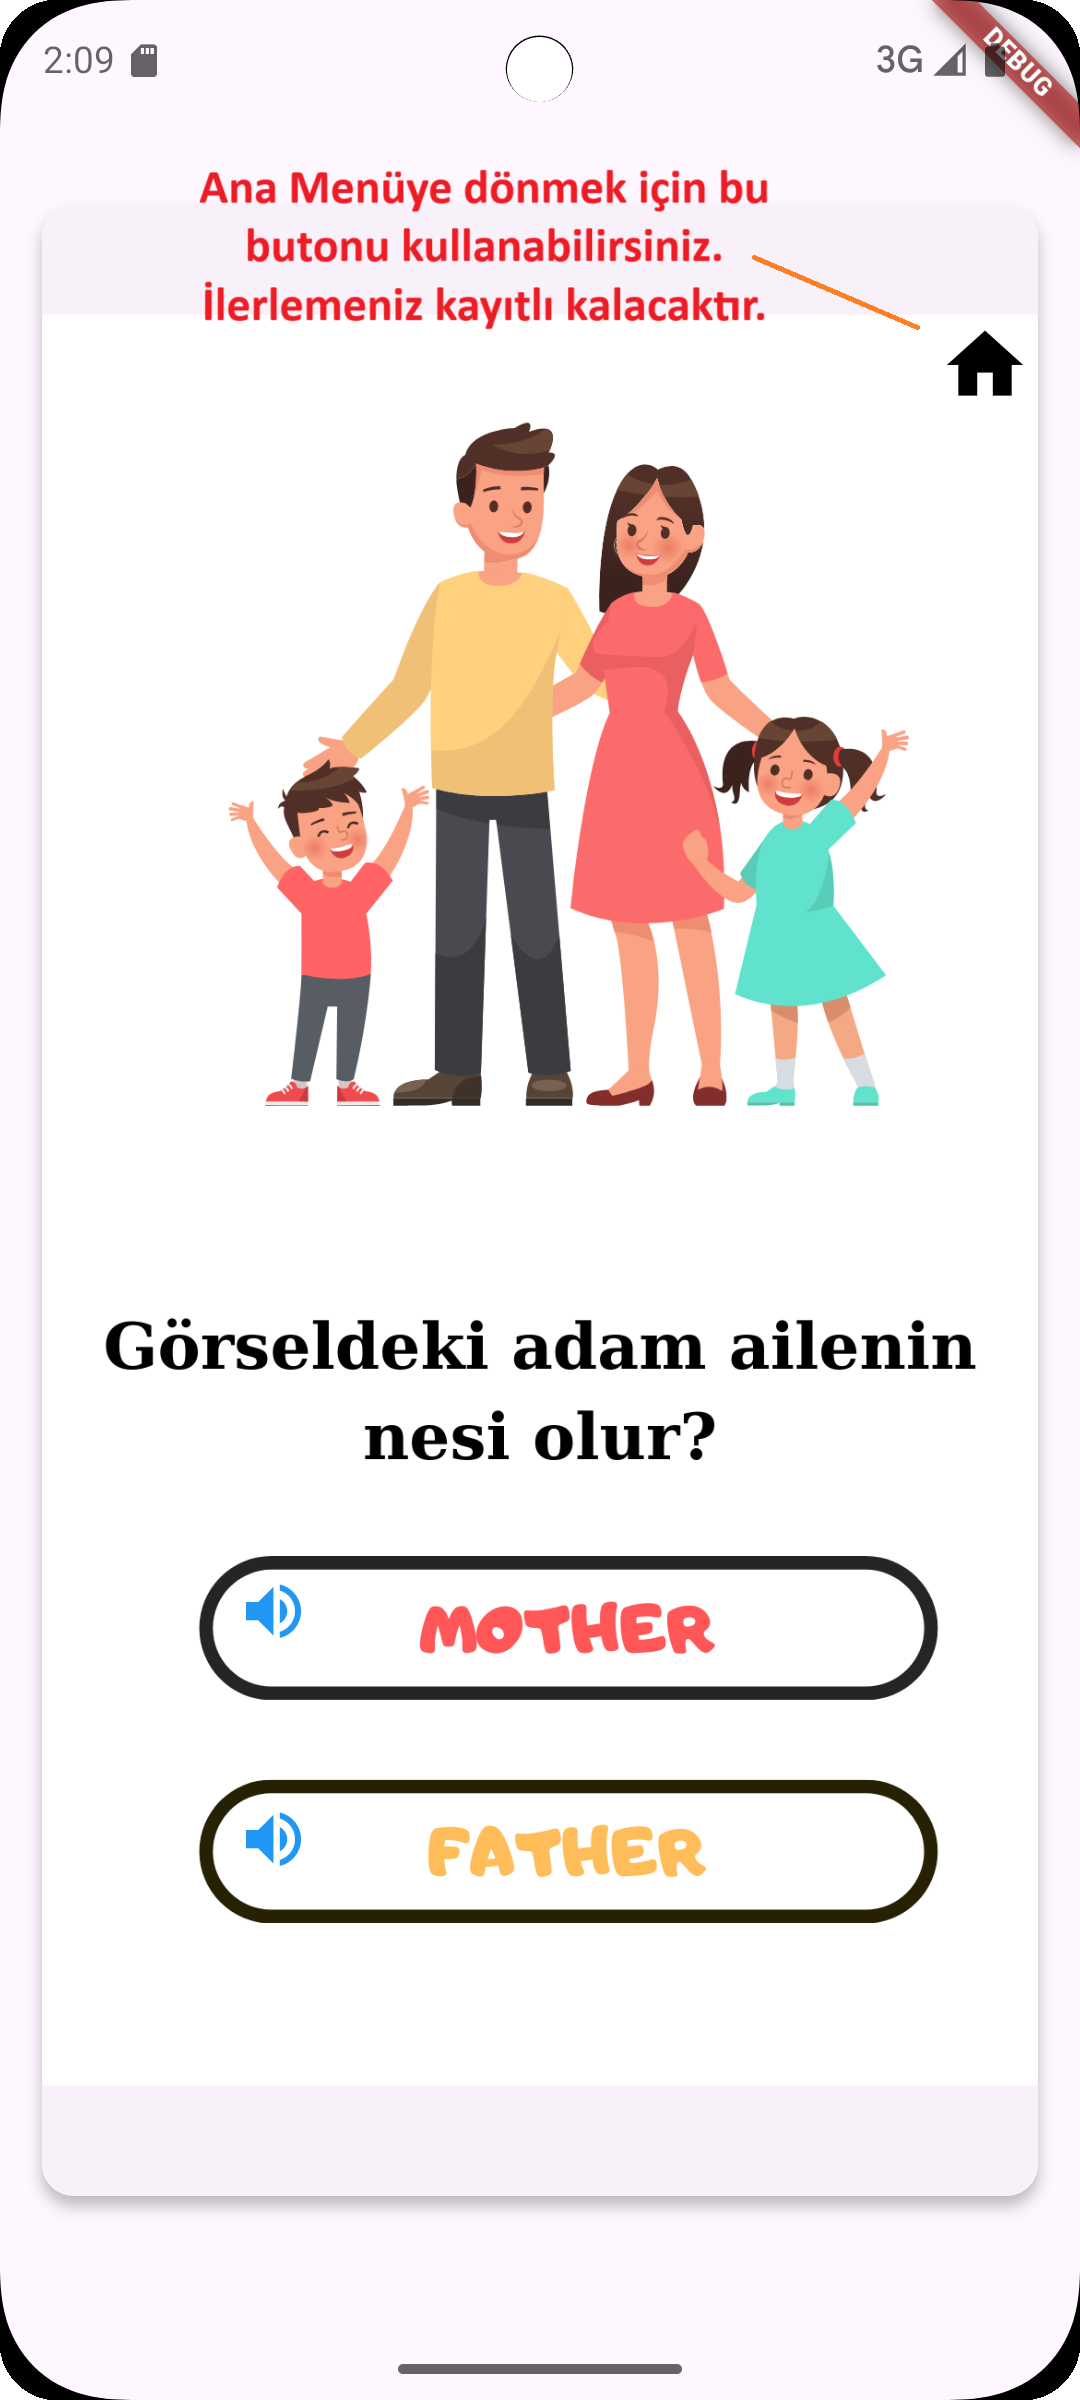 2:09
3G
DEBUG
Ana Menüye dönmek için bu
butonu kullanabilirsiniz.
İlerlemeniz kayıtlı kalacaktır.
Görseldeki adam ailenin
nesi olur?
MOTHER
FATHER